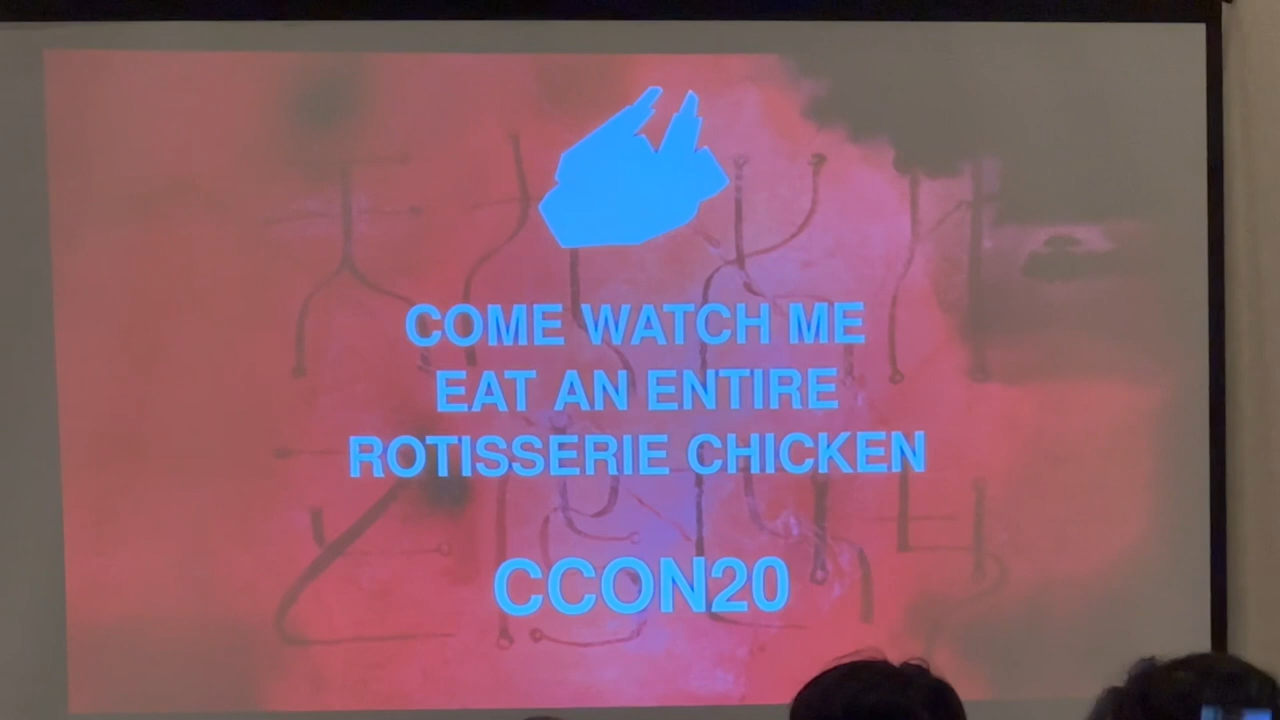 COME WATCH ME
EAT AN ENTIRE
ROTISSERIE CHICKEN
CCON20